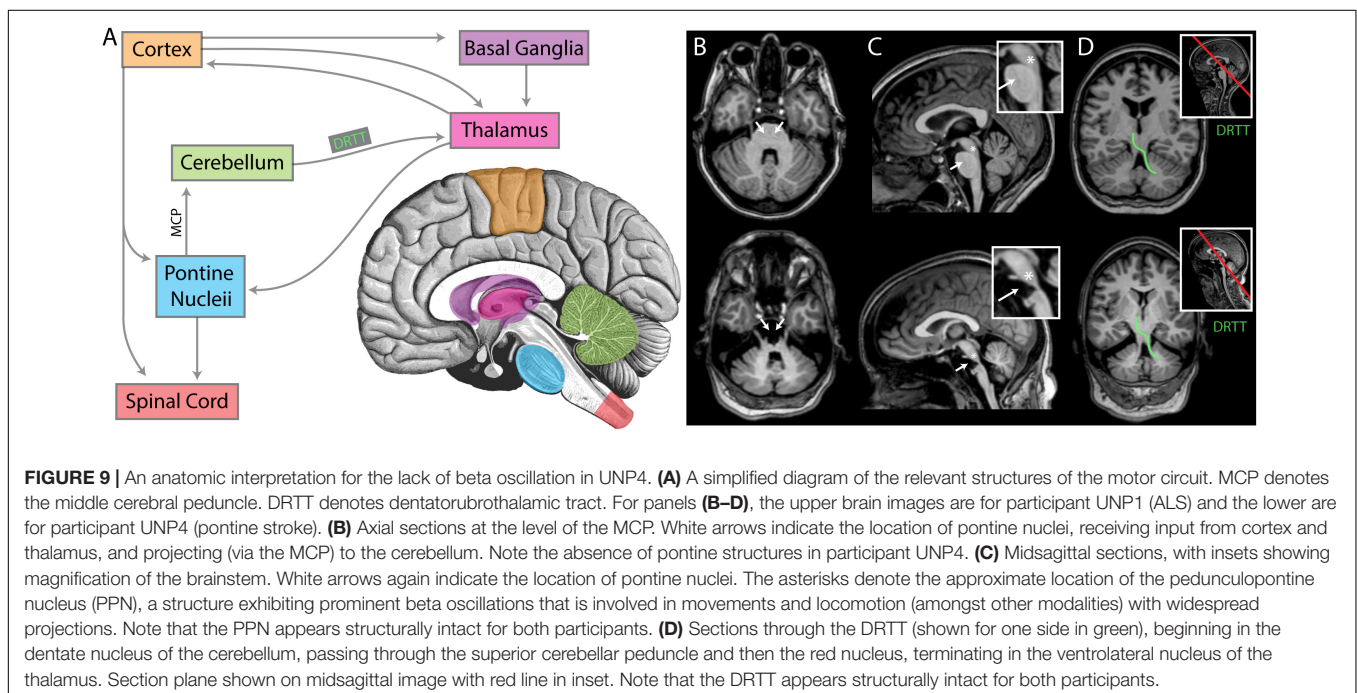 A
Cortex
Basal Ganglia
Thalamus
DRTT
Cerebellum
MCP
Pontine
Nucleii
Spinal Cord
B
C
D
*
*
DRTT
*
DRTT
FIGURE 9 | An anatomic interpretation for the lack of beta oscillation in UNP4. (A) A simplified diagram of the relevant structures of the motor circuit. MCP denotes
the middle cerebral peduncle. DRTT denotes dentatorubrothalamic tract. For panels (B–D), the upper brain images are for participant UNP1 (ALS) and the lower are
for participant UNP4 (pontine stroke). (B) Axial sections at the level of the MCP. White arrows indicate the location of pontine nuclei, receiving input from cortex and
thalamus, and projecting (via the MCP) to the cerebellum. Note the absence of pontine structures in participant UNP4. (C) Midsagittal sections, with insets showing
magnification of the brainstem. White arrows again indicate the location of pontine nuclei. The asterisks denote the approximate location of the pedunculopontine
nucleus (PPN), a structure exhibiting prominent beta oscillations that is involved in movements and locomotion (amongst other modalities) with widespread
projections. Note that the PPN appears structurally intact for both participants. (D) Sections through the DRTT (shown for one side in green), beginning in the
dentate nucleus of the cerebellum, passing through the superior cerebellar peduncle and then the red nucleus, terminating in the ventrolateral nucleus of the
thalamus. Section plane shown on midsagittal image with red line in inset. Note that the DRTT appears structurally intact for both participants.